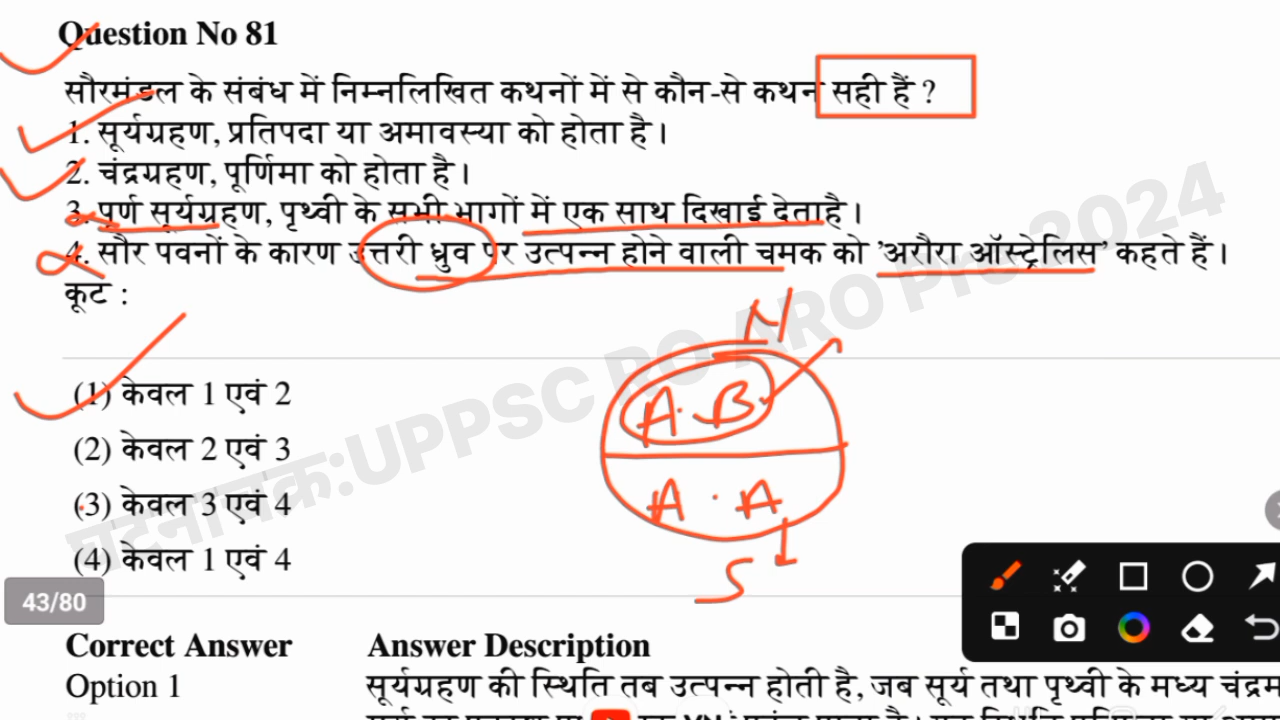 Question No 81
सौरमंडल के संबंध में निम्नलिखित कथनों में से कौन-से कथन सही हैं ?
1. सूर्यग्रहण, प्रतिपदा या अमावस्या को होता है।
2. चंद्रग्रहण, पूर्णिमा को होता है।
3. पूर्ण सूर्यग्रहण, पृथ्वी के सभी भागों में एक साथ दिखाई देताहै।
4. सौर पवनों के कारण उत्तरी ध्रुव पर उत्पन्न होने वाली चमक को 'अरौरा ऑस्ट्रेलिस' कहते हैं।
कूट :
N
(1) केवल 1 एवं 2
A. B
(2) केवल 2 एवं 3
(3) केवल 3 एवं 4
A . A
(4) केवल 1 एवं 4
S
घटनाचक्र:UPPSC RO ARO Pre 2024
43/80
Correct Answer Answer Description
Option 1 सूर्यग्रहण की स्थिति तब उत्पन्न होती है, जब सूर्य तथा पृथ्वी के मध्य